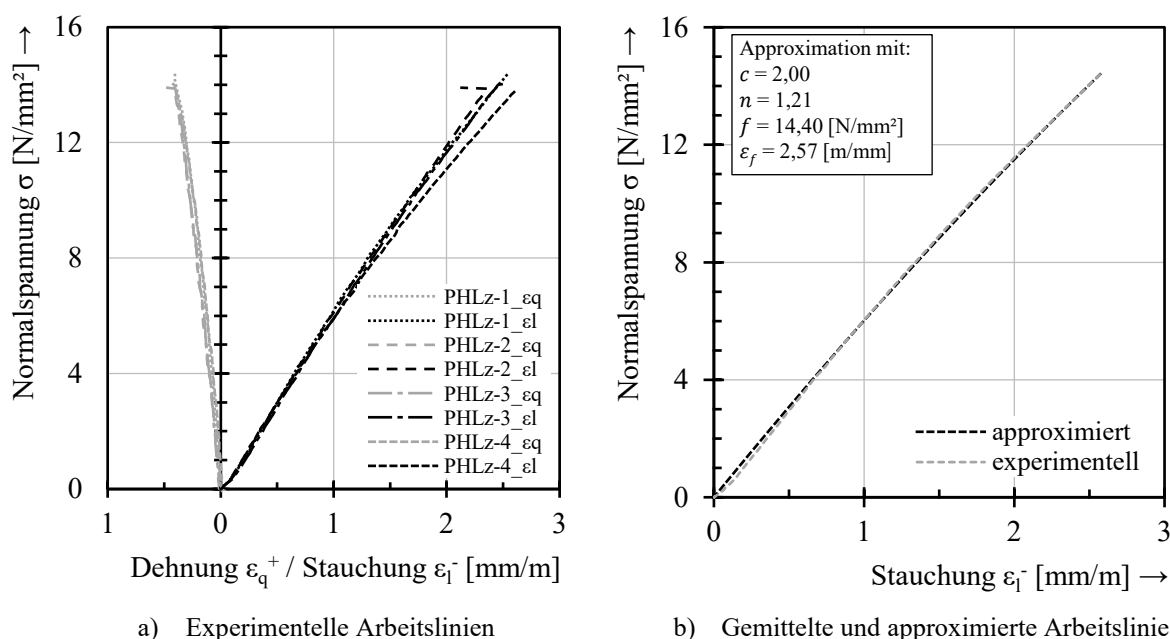 Normalspannung σ [N/mm²] →
16
12
8
4
0
1
0
1
2
3
Dehnung εq⁺ / Stauchung εl⁻ [mm/m]
PHLz-1_εq
PHLz-1_εl
PHLz-2_εq
PHLz-2_εl
PHLz-3_εq
PHLz-3_εl
PHLz-4_εq
PHLz-4_εl
a) Experimentelle Arbeitslinien
Normalspannung σ [N/mm²] →
16
12
8
4
0
0
1
2
3
Stauchung εl⁻ [mm/m] →
Approximation mit:
c = 2,00
n = 1,21
f = 14,40 [N/mm²]
εf = 2,57 [m/mm]
approximiert
experimentell
b) Gemittelte und approximierte Arbeitslinie